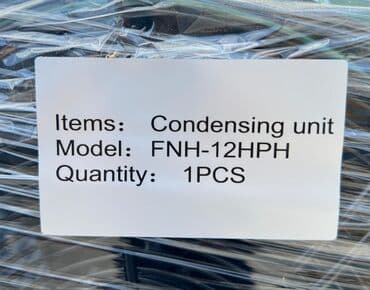 Items： Condensing unit
Model： FNH-12HPH
Quantity： 1PCS